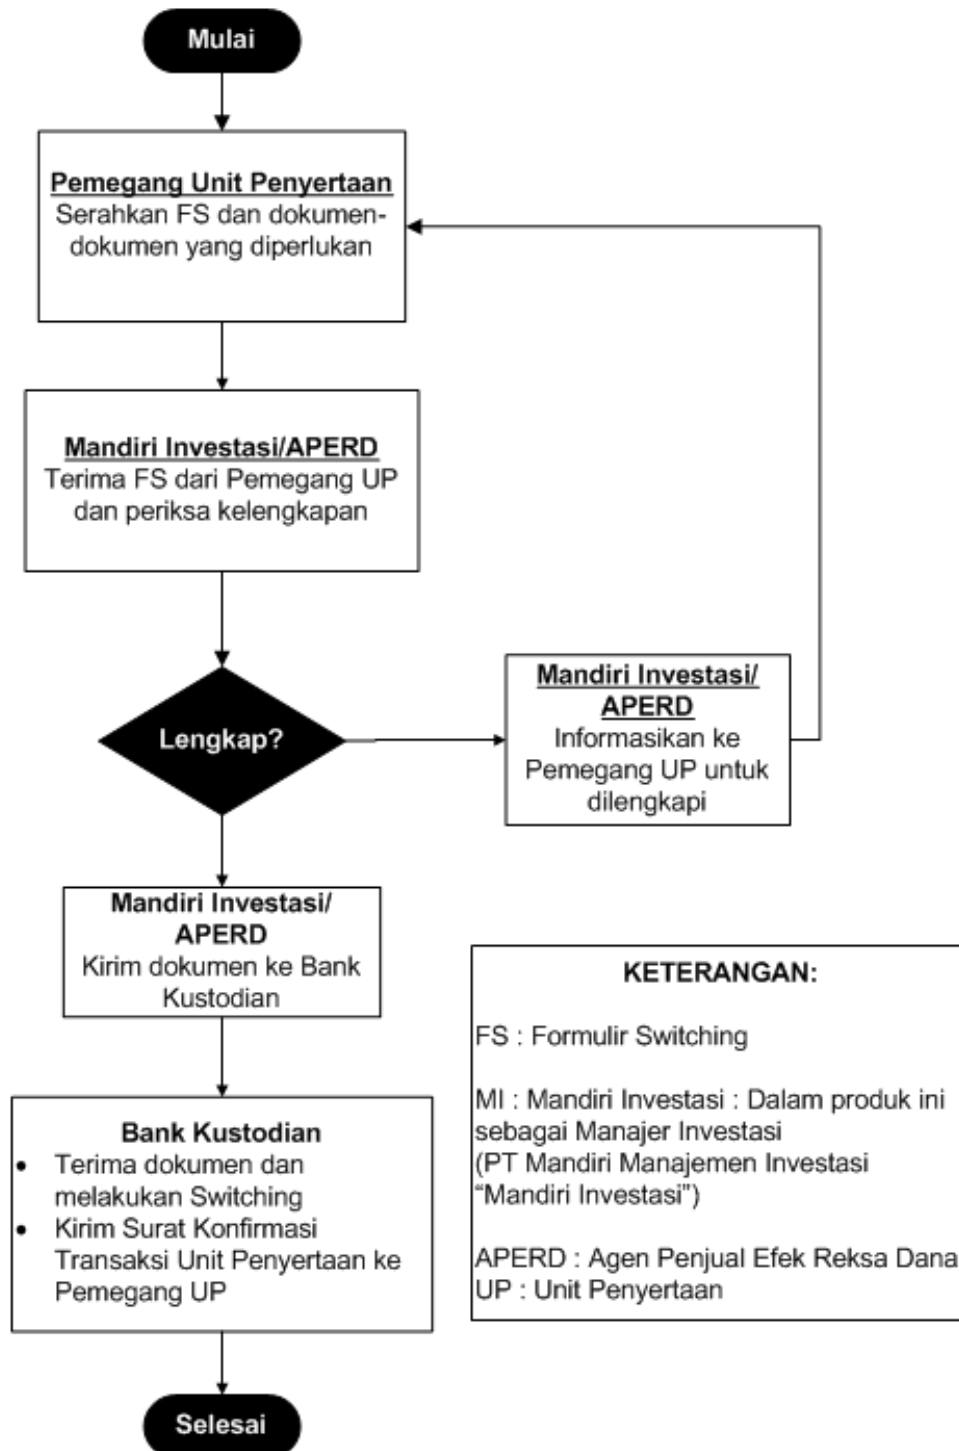 Mulai
Pemegang Unit Penyertaan
Serahkan FS dan dokumen-
dokumen yang diperlukan
Mandiri Investasi/APERD
Terima FS dari Pemegang UP
dan periksa kelengkapan
Lengkap?
Mandiri Investasi/
APERD
Informasikan ke
Pemegang UP untuk
dilengkapi
Mandiri Investasi/
APERD
Kirim dokumen ke Bank
Kustodian
Bank Kustodian
• Terima dokumen dan
melakukan Switching
• Kirim Surat Konfirmasi
Transaksi Unit Penyertaan ke
Pemegang UP
Selesai
KETERANGAN:
FS : Formulir Switching
MI : Mandiri Investasi : Dalam produk ini
sebagai Manajer Investasi
(PT Mandiri Manajemen Investasi
“Mandiri Investasi”)
APERD : Agen Penjual Efek Reksa Dana
UP : Unit Penyertaan